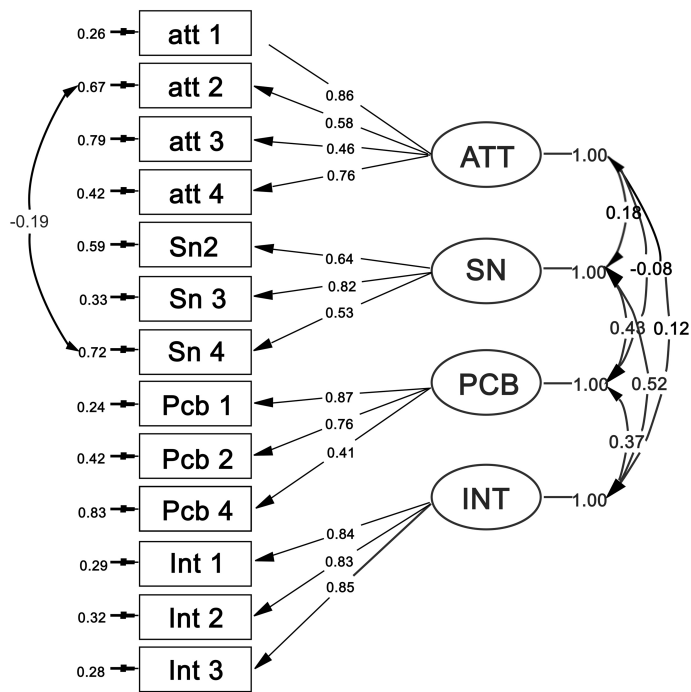 0.26 att 1
0.86
0.67 att 2
0.58
0.79 att 3
0.46
ATT 1.00
0.42 att 4
0.76
0.18
-0.19
0.59 Sn2
0.64
SN 1.00
-0.08
0.33 Sn 3
0.82
0.53
0.43 0.12
0.72 Sn 4
0.24 Pcb 1
0.87
PCB 1.00
0.52
0.76
0.42 Pcb 2
0.41
0.37
0.83 Pcb 4
INT 1.00
0.84
0.29 Int 1
0.83
0.85
0.32 Int 2
0.28 Int 3